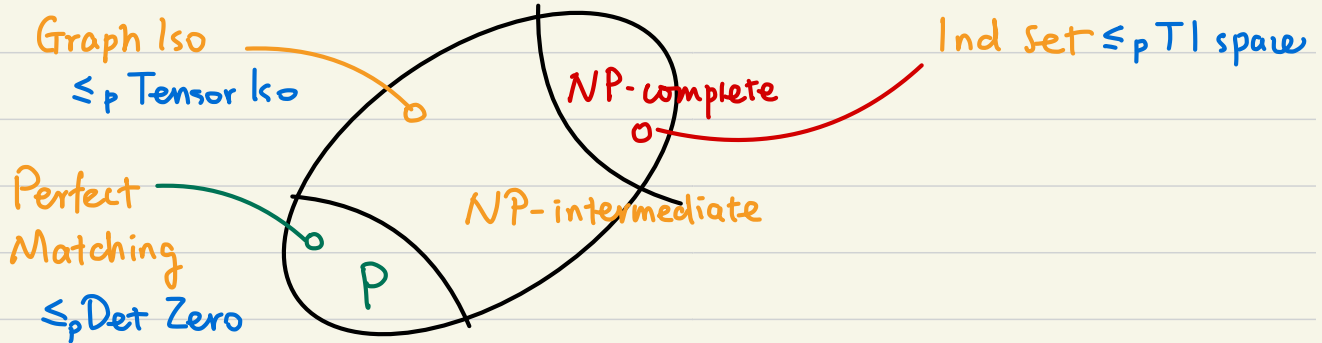 Graph Iso
≤p Tensor Iso
NP-complete
Ind Set ≤p TI space
Perfect
Matching
≤p Det Zero
NP-intermediate
P